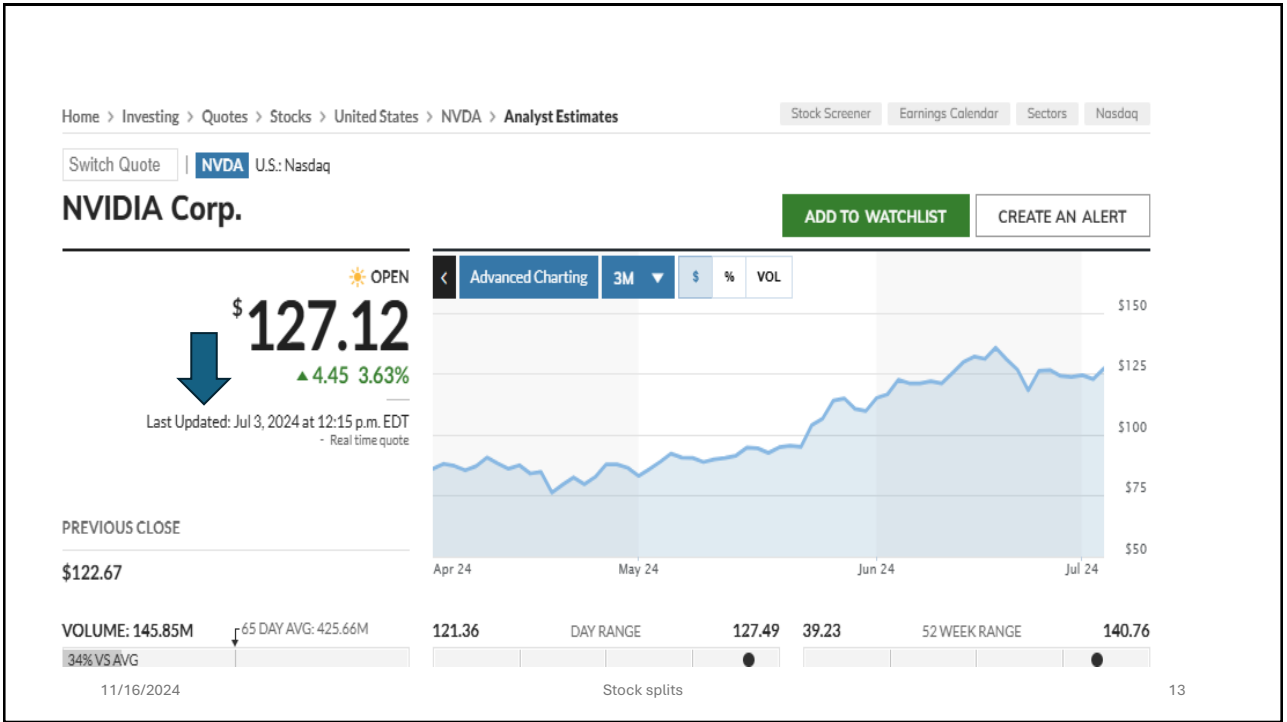 Home > Investing > Quotes > Stocks > United States > NVDA > Analyst Estimates
Stock Screener Earnings Calendar Sectors Nasdaq
Switch Quote | NVDA U.S.: Nasdaq
NVIDIA Corp.
ADD TO WATCHLIST CREATE AN ALERT
OPEN
$127.12
▲ 4.45 3.63%
Last Updated: Jul 3, 2024 at 12:15 p.m. EDT
- Real time quote
< Advanced Charting 3M ▼ $ % VOL
$150
$125
$100
$75
$50
Apr 24 May 24 Jun 24 Jul 24
PREVIOUS CLOSE
$122.67
VOLUME: 145.85M 65 DAY AVG: 425.66M
34% VS AVG
121.36 DAY RANGE 127.49
39.23 52 WEEK RANGE 140.76
11/16/2024 Stock splits 13